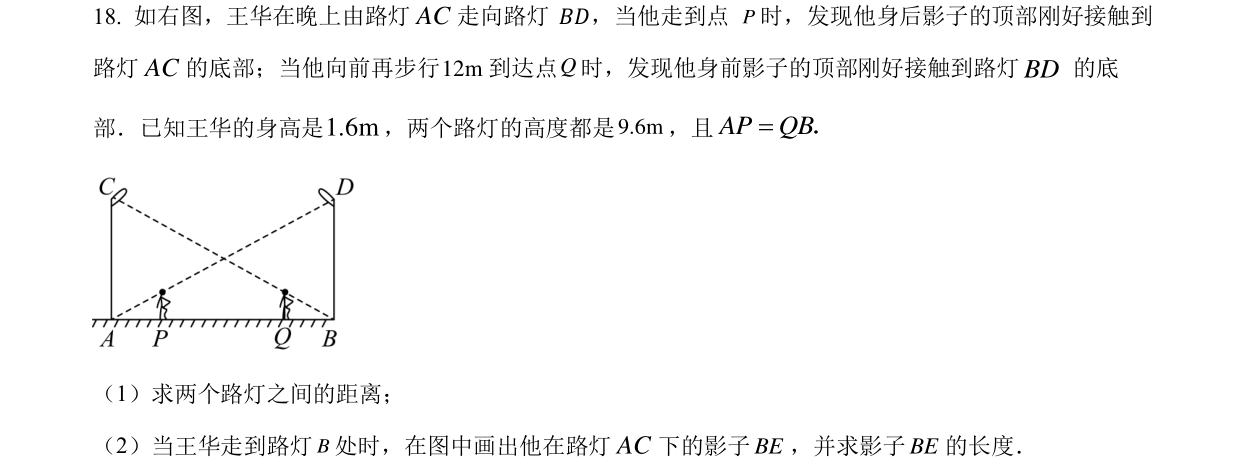 18. 如右图，王华在晚上由路灯 AC 走向路灯 BD，当他走到点 P 时，发现他身后影子的顶部刚好接触到
路灯 AC 的底部；当他向前再步行12m 到达点Q时，发现他身前影子的顶部刚好接触到路灯BD 的底
部．已知王华的身高是1.6m，两个路灯的高度都是9.6m，且 AP = QB.
C D
A P Q B
（1）求两个路灯之间的距离；
（2）当王华走到路灯 B 处时，在图中画出他在路灯 AC 下的影子 BE，并求影子 BE 的长度．